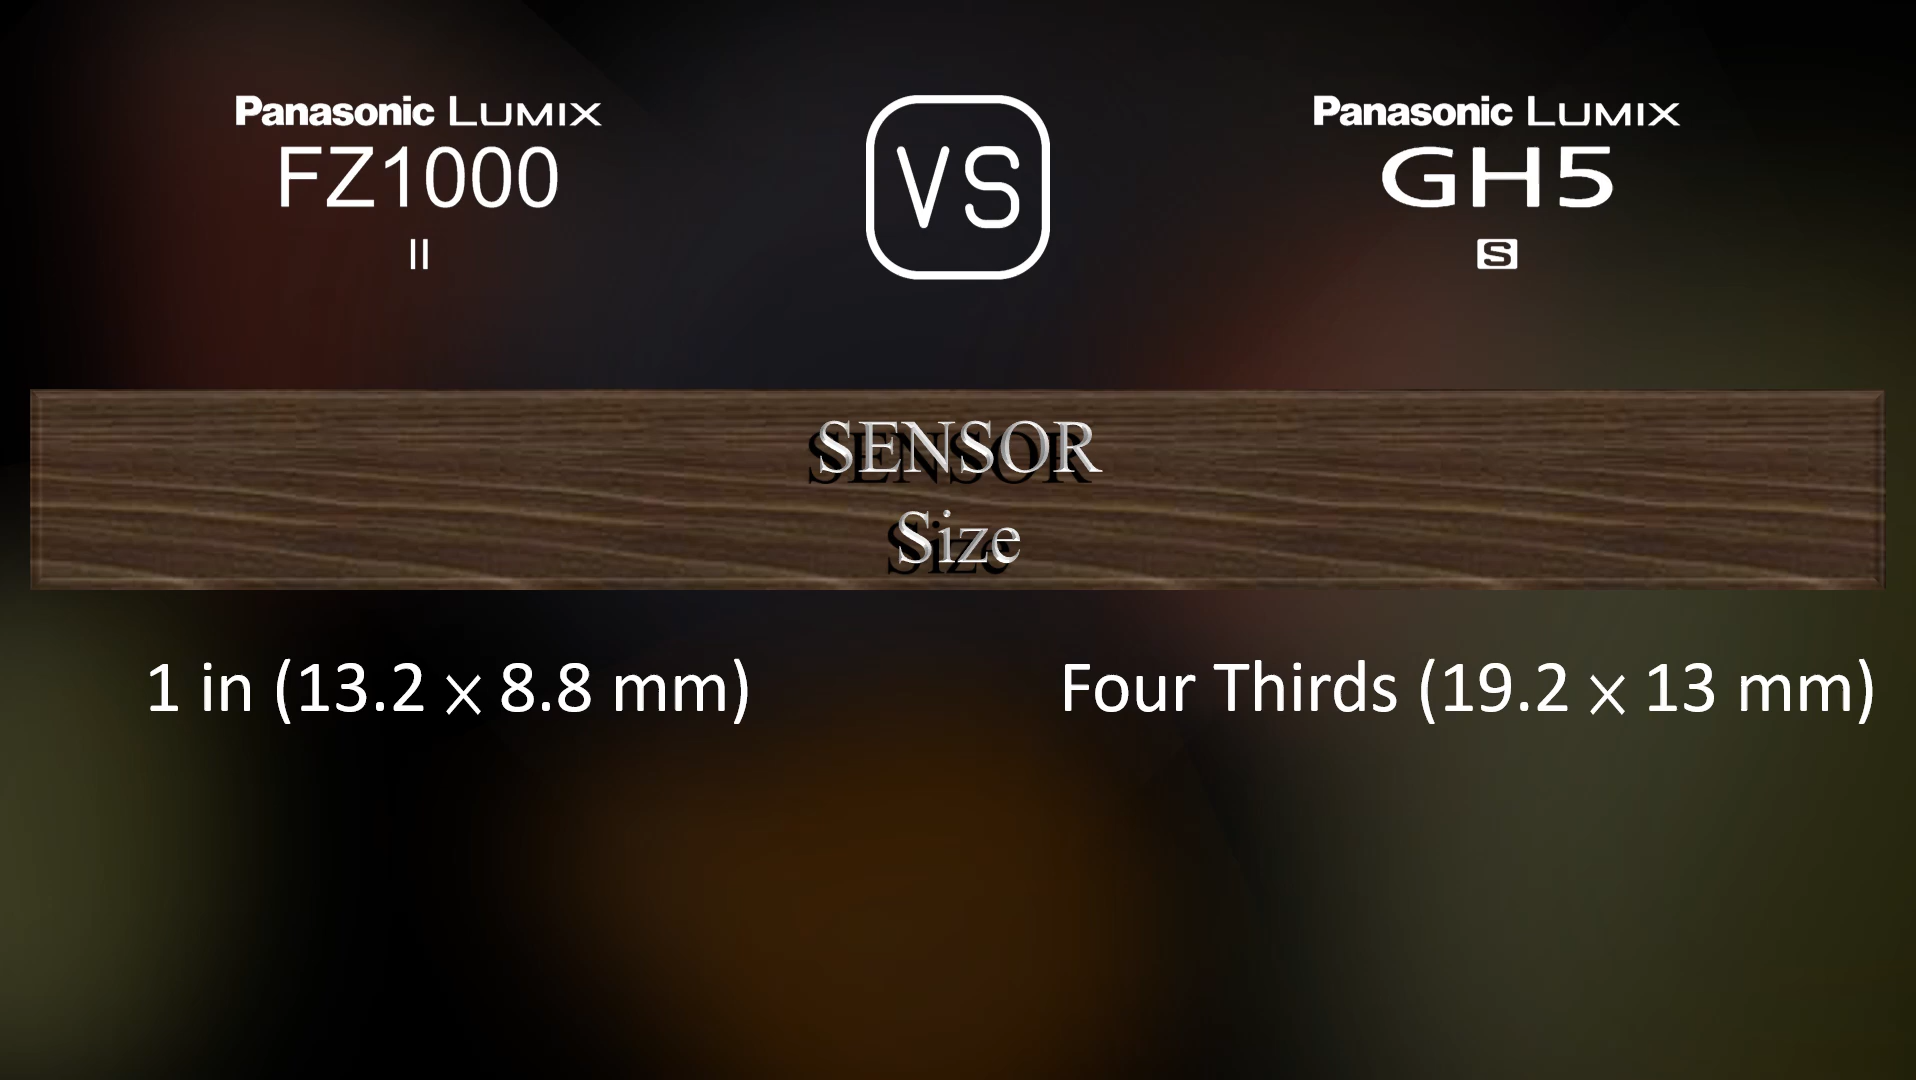 Panasonic LUMIX
FZ1000
II
VS
Panasonic LUMIX
GH5
S
SENSOR
Size
1 in (13.2 x 8.8 mm)
Four Thirds (19.2 x 13 mm)